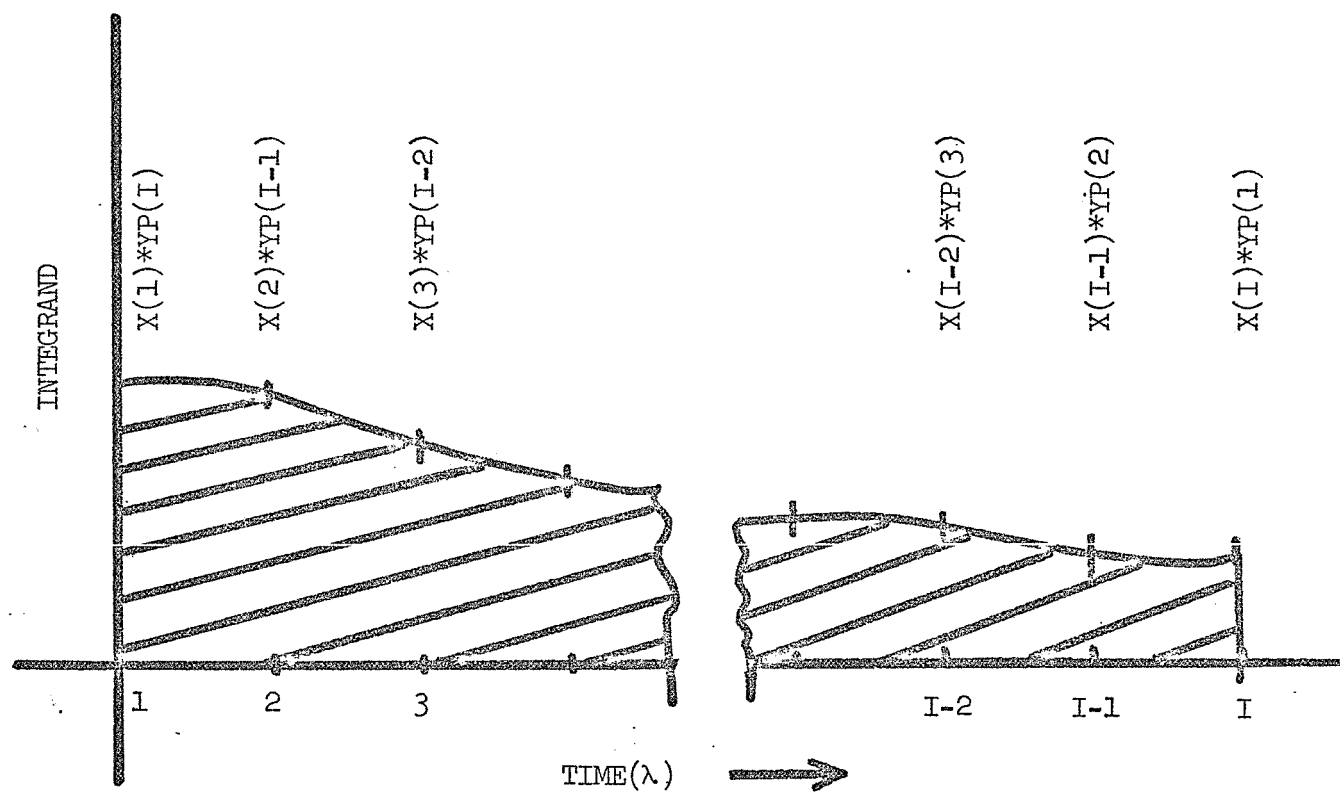 INTEGRAND
X(1)*YP(I)
X(2)*YP(I-1)
X(3)*YP(I-2)
X(I-2)*YP(3)
X(I-1)*YP(2)
X(I)*YP(1)
1 2 3 I-2 I-1 I
TIME(λ)